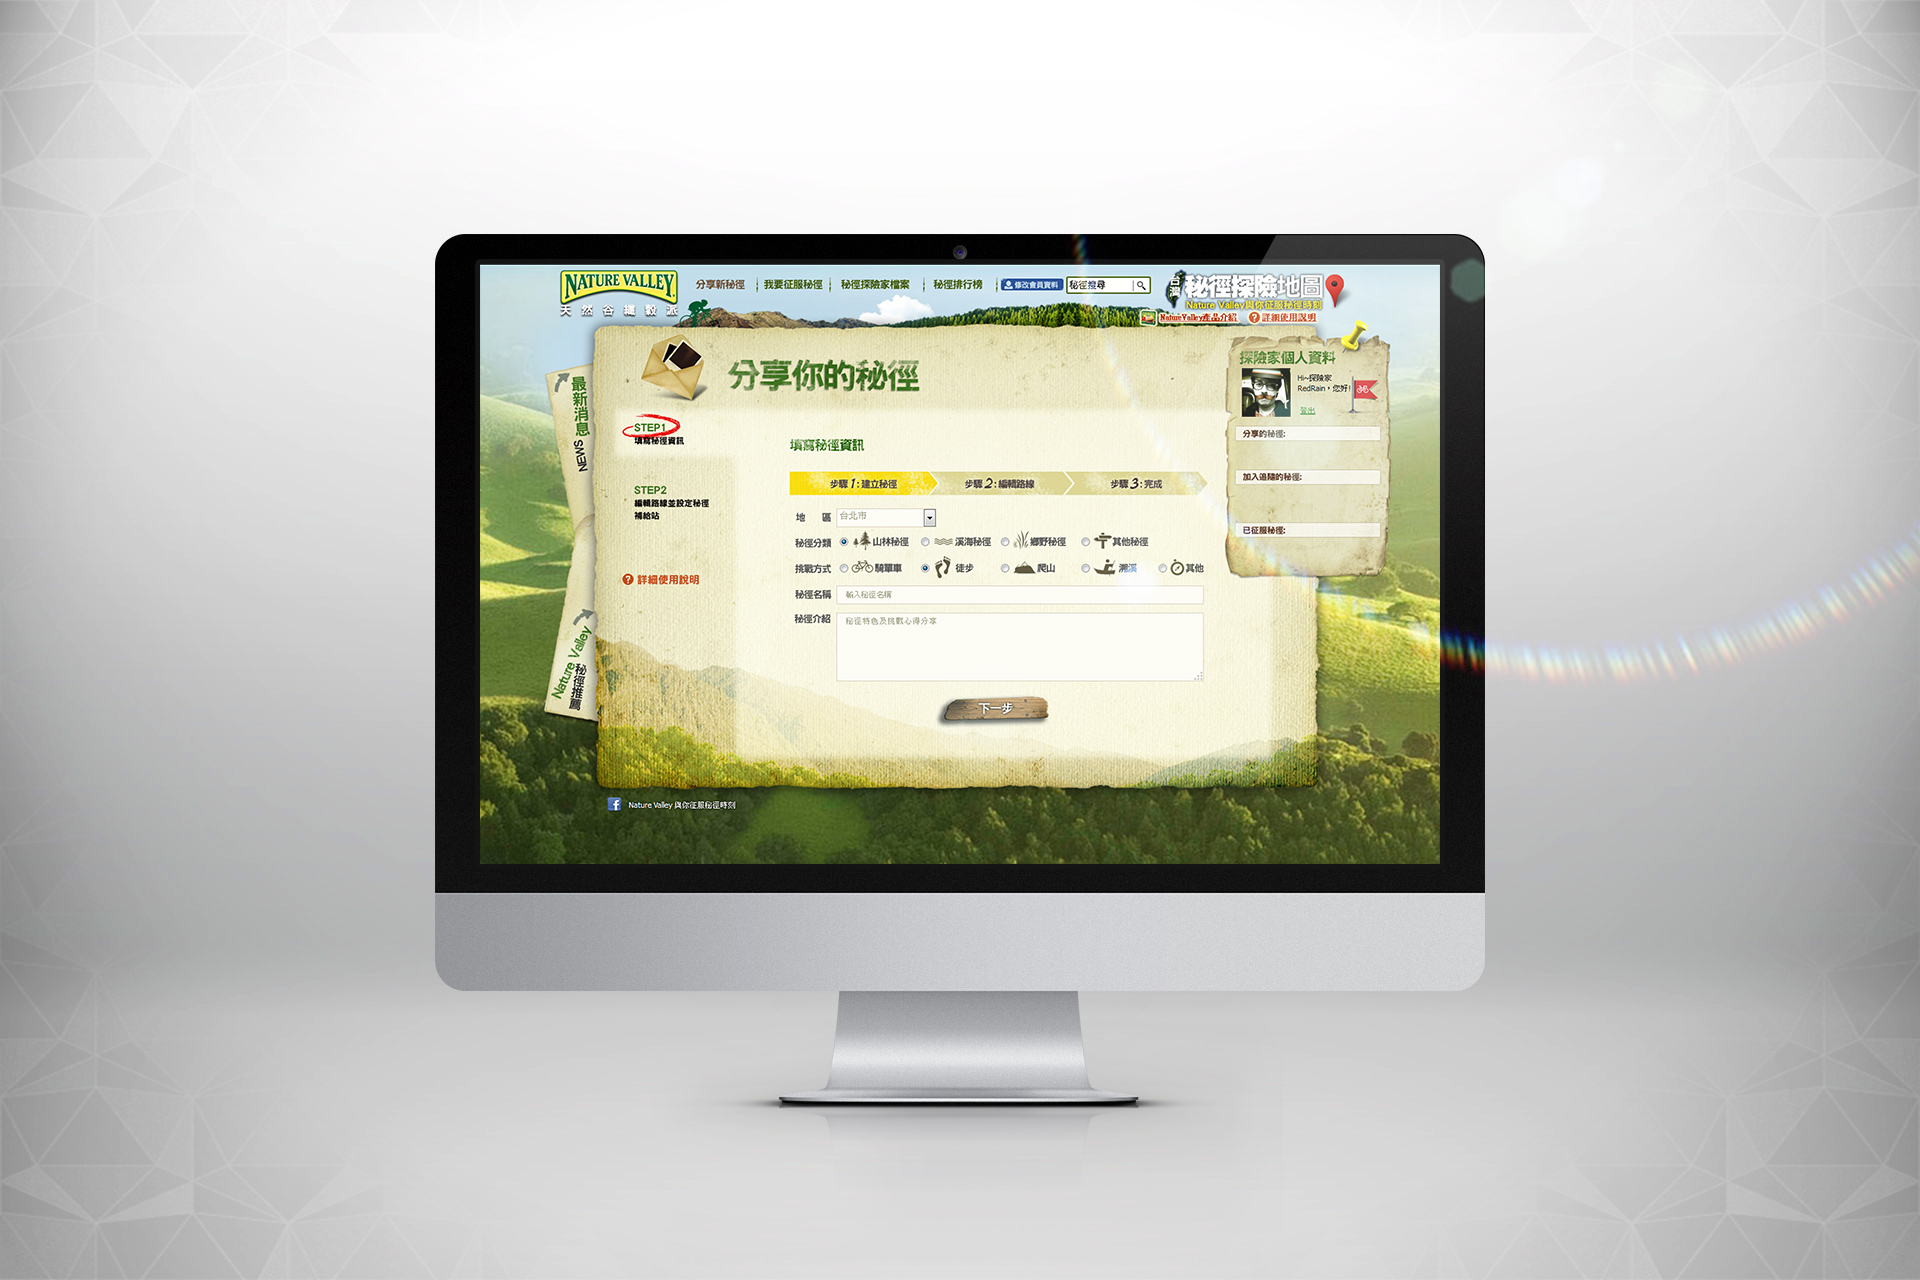 NATURE VALLEY
天然谷纖穀派
分享新秘徑
我要征服秘徑
秘徑探險家檔案
秘徑排行榜
修改會員資料
秘徑搜尋
台灣
秘徑探險地圖
Nature Valley與你征服秘徑時刻
NatureValley產品介紹
?詳細使用說明
最新消息 NEWS
Nature Valley 秘徑推薦
分享你的秘徑
STEP1
填寫秘徑資訊
STEP2
編輯路線並設定秘徑
補給站
?詳細使用說明
填寫秘徑資訊
步驟1:建立秘徑
步驟2:編輯路線
步驟3:完成
地 區 台北市
秘徑分類 山林秘徑 溪海秘徑 鄉野秘徑 其他秘徑
挑戰方式 騎單車 徒步 爬山 溯溪 其他
秘徑名稱 輸入秘徑名稱
秘徑介紹 秘徑特色及挑戰心得分享
下一步
探險家個人資料
Hi~探險家
RedRain，您好!
登出
分享的秘徑:
加入追蹤的秘徑:
已征服秘徑:
f Nature Valley 與你征服秘徑時刻